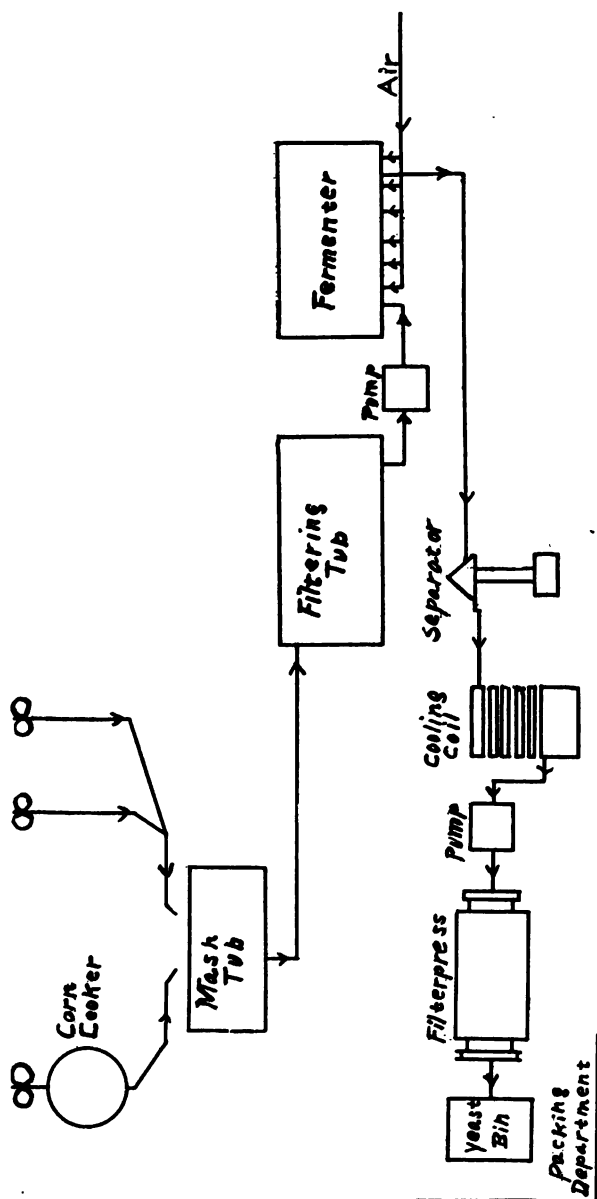 Corn
Cooker
Mash
Tub
Filtering
Tub
Pump
Fermenter
Air
Separator
Cooling
Coil
Pump
Filterpress
Yeast
Bin
Packing
Department